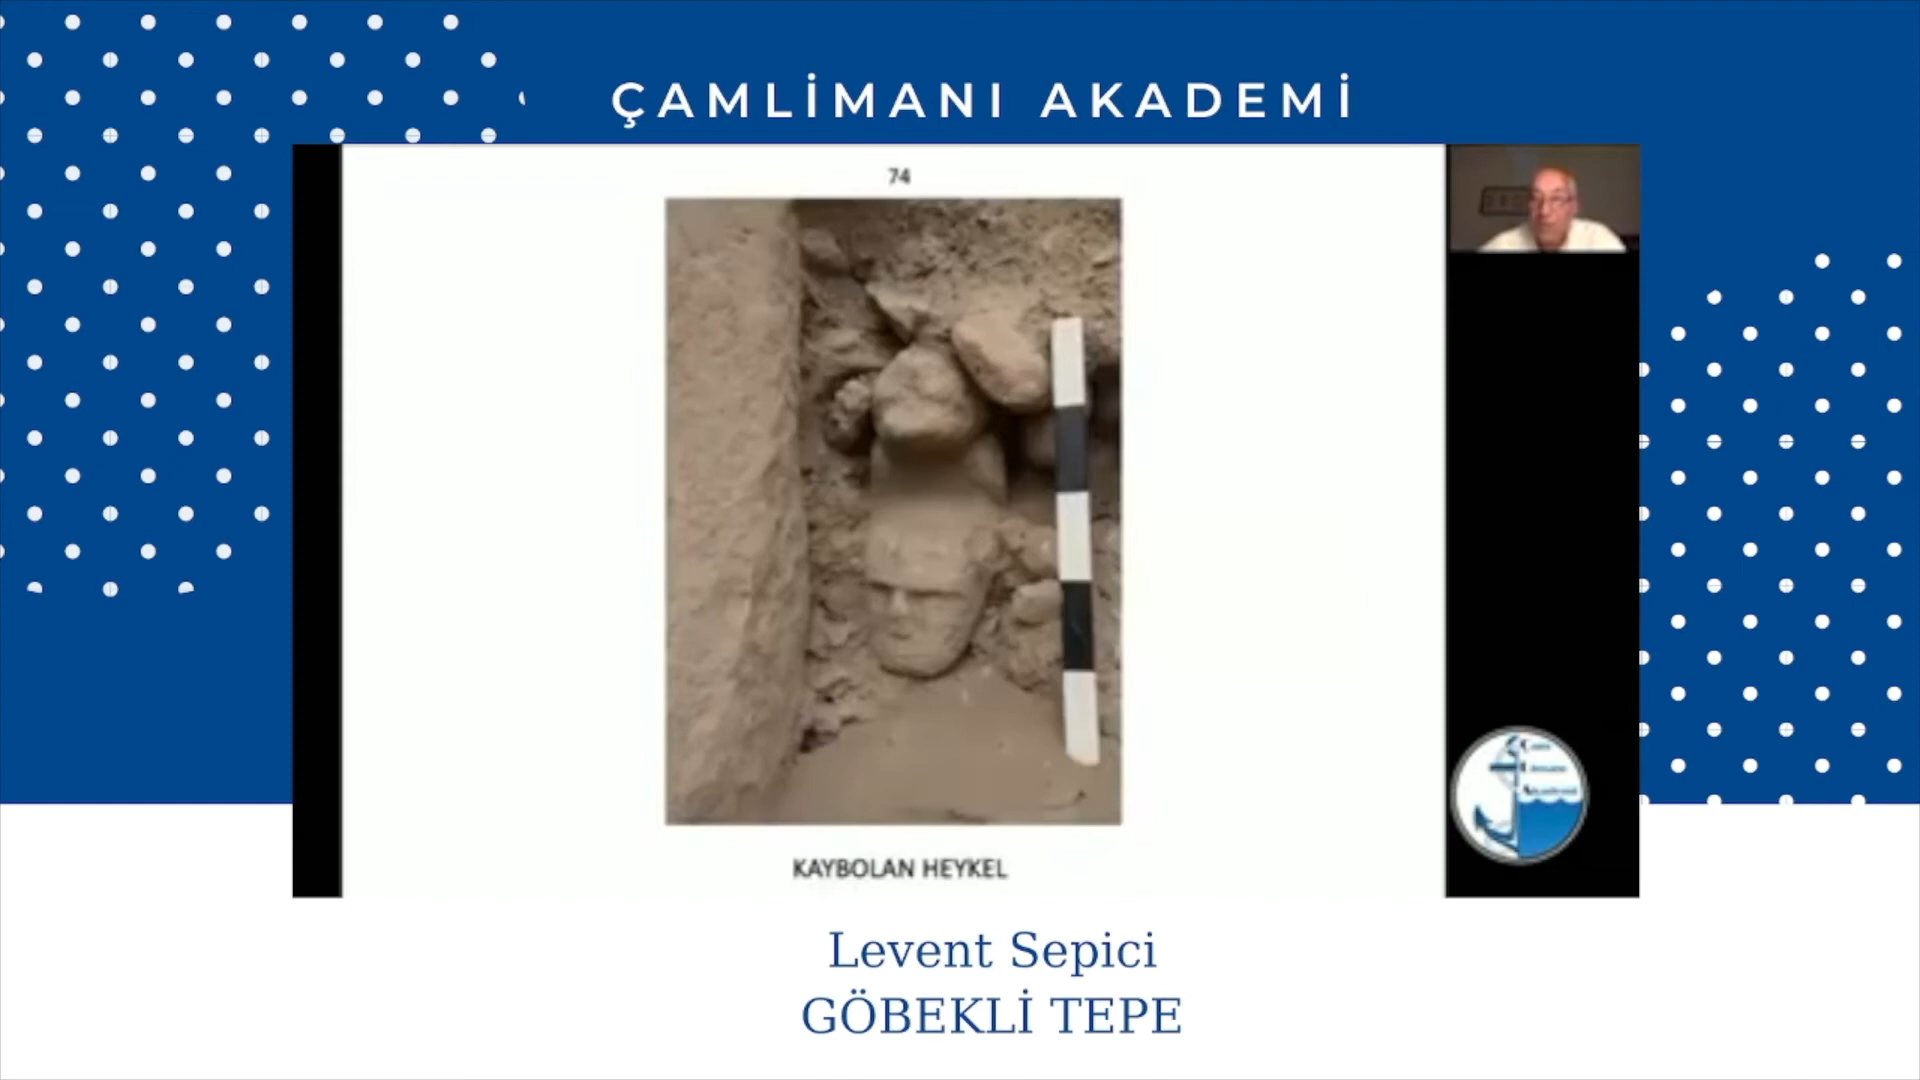 ÇAMLİMANI AKADEMİ
74
KAYBOLAN HEYKEL
Levent Sepici
GÖBEKLİ TEPE